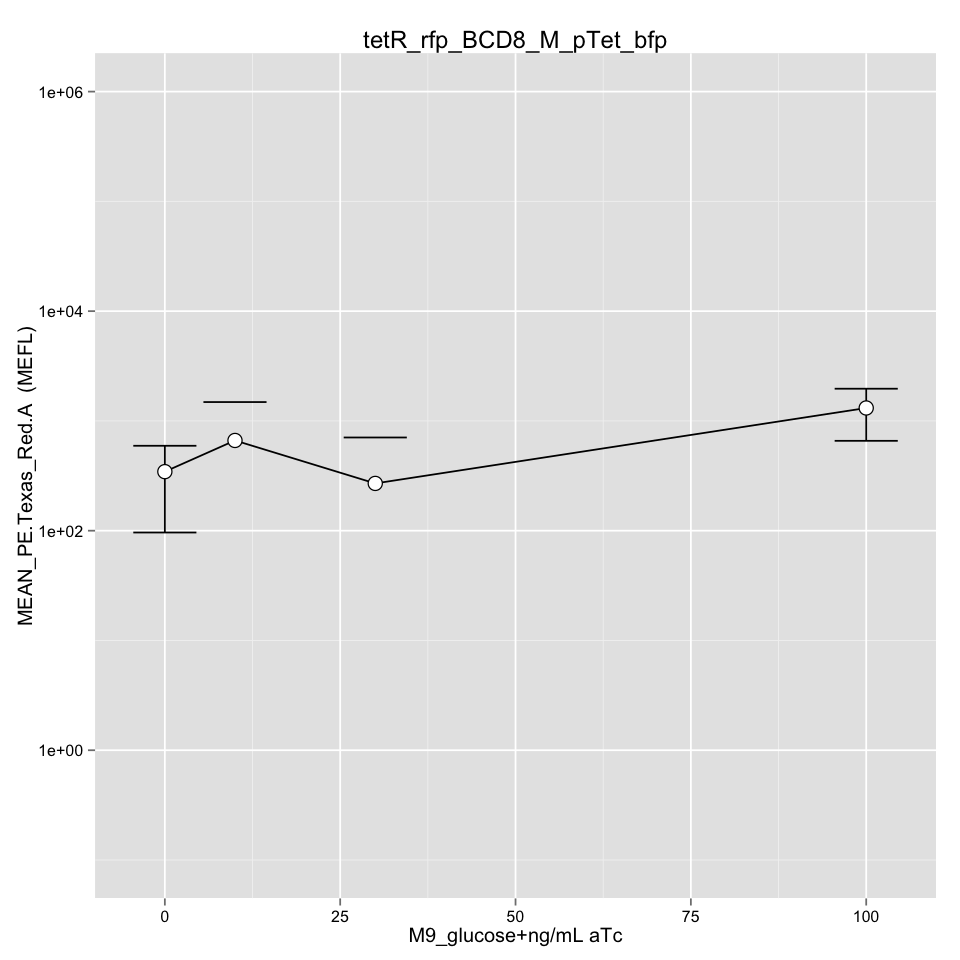 tetR_rfp_BCD8_M_pTet_bfp
1e+06
1e+04
1e+02
1e+00
MEAN_PE.Texas_Red.A (MEFL)
0 25 50 75 100
M9_glucose+ng/mL aTc